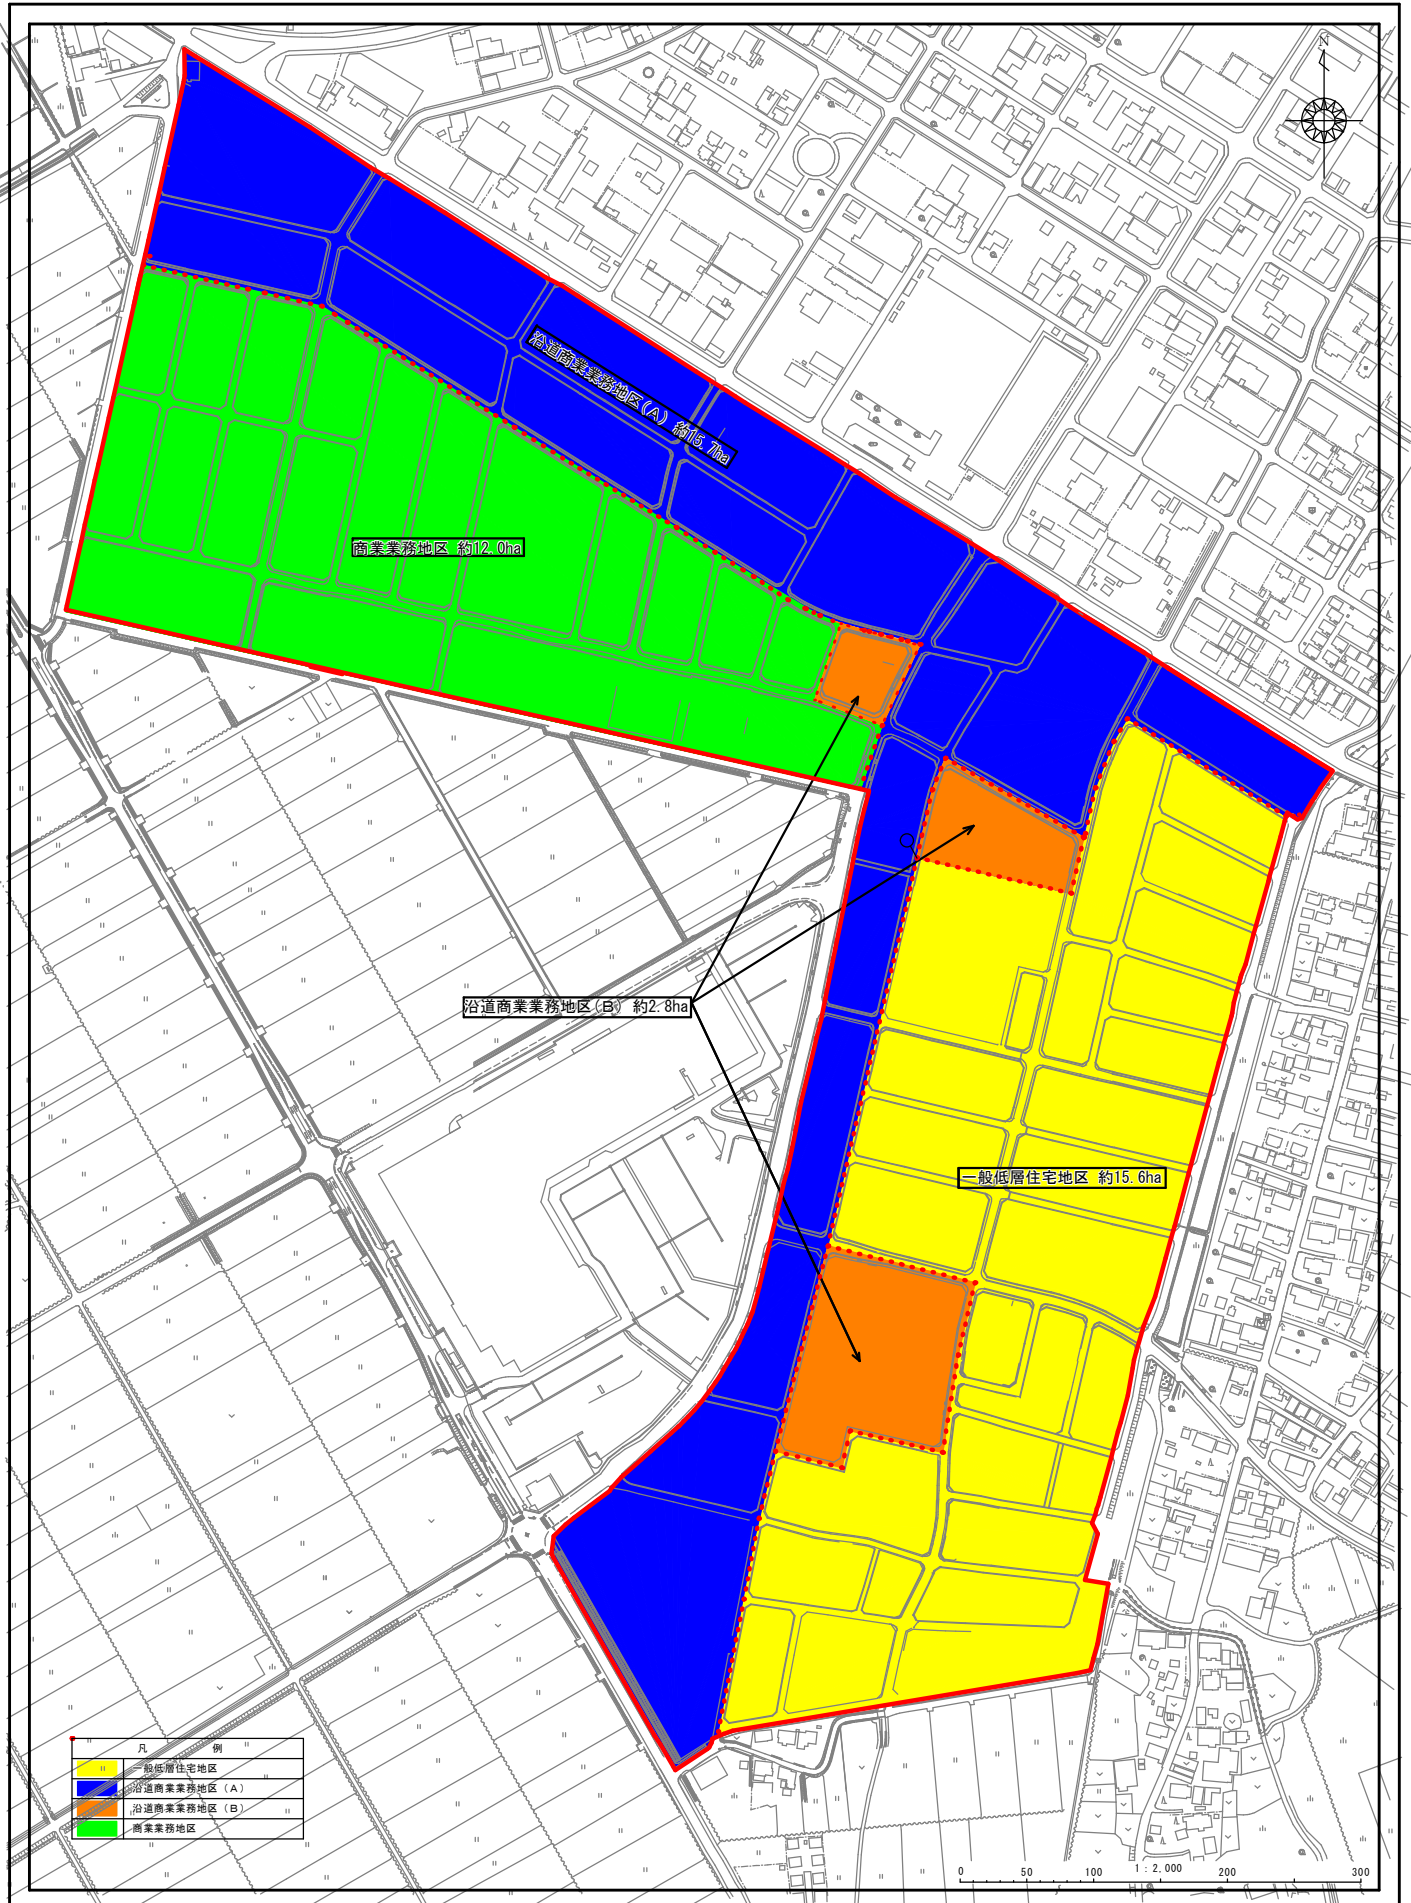 N
沿道商業業務地区(A) 約15.7ha
商業業務地区 約12.0ha
沿道商業業務地区(B) 約2.8ha
一般低層住宅地区 約15.6ha
凡 例
一般低層住宅地区
沿道商業業務地区(A)
沿道商業業務地区(B)
商業業務地区
1:2,000
0 50 100 200 300